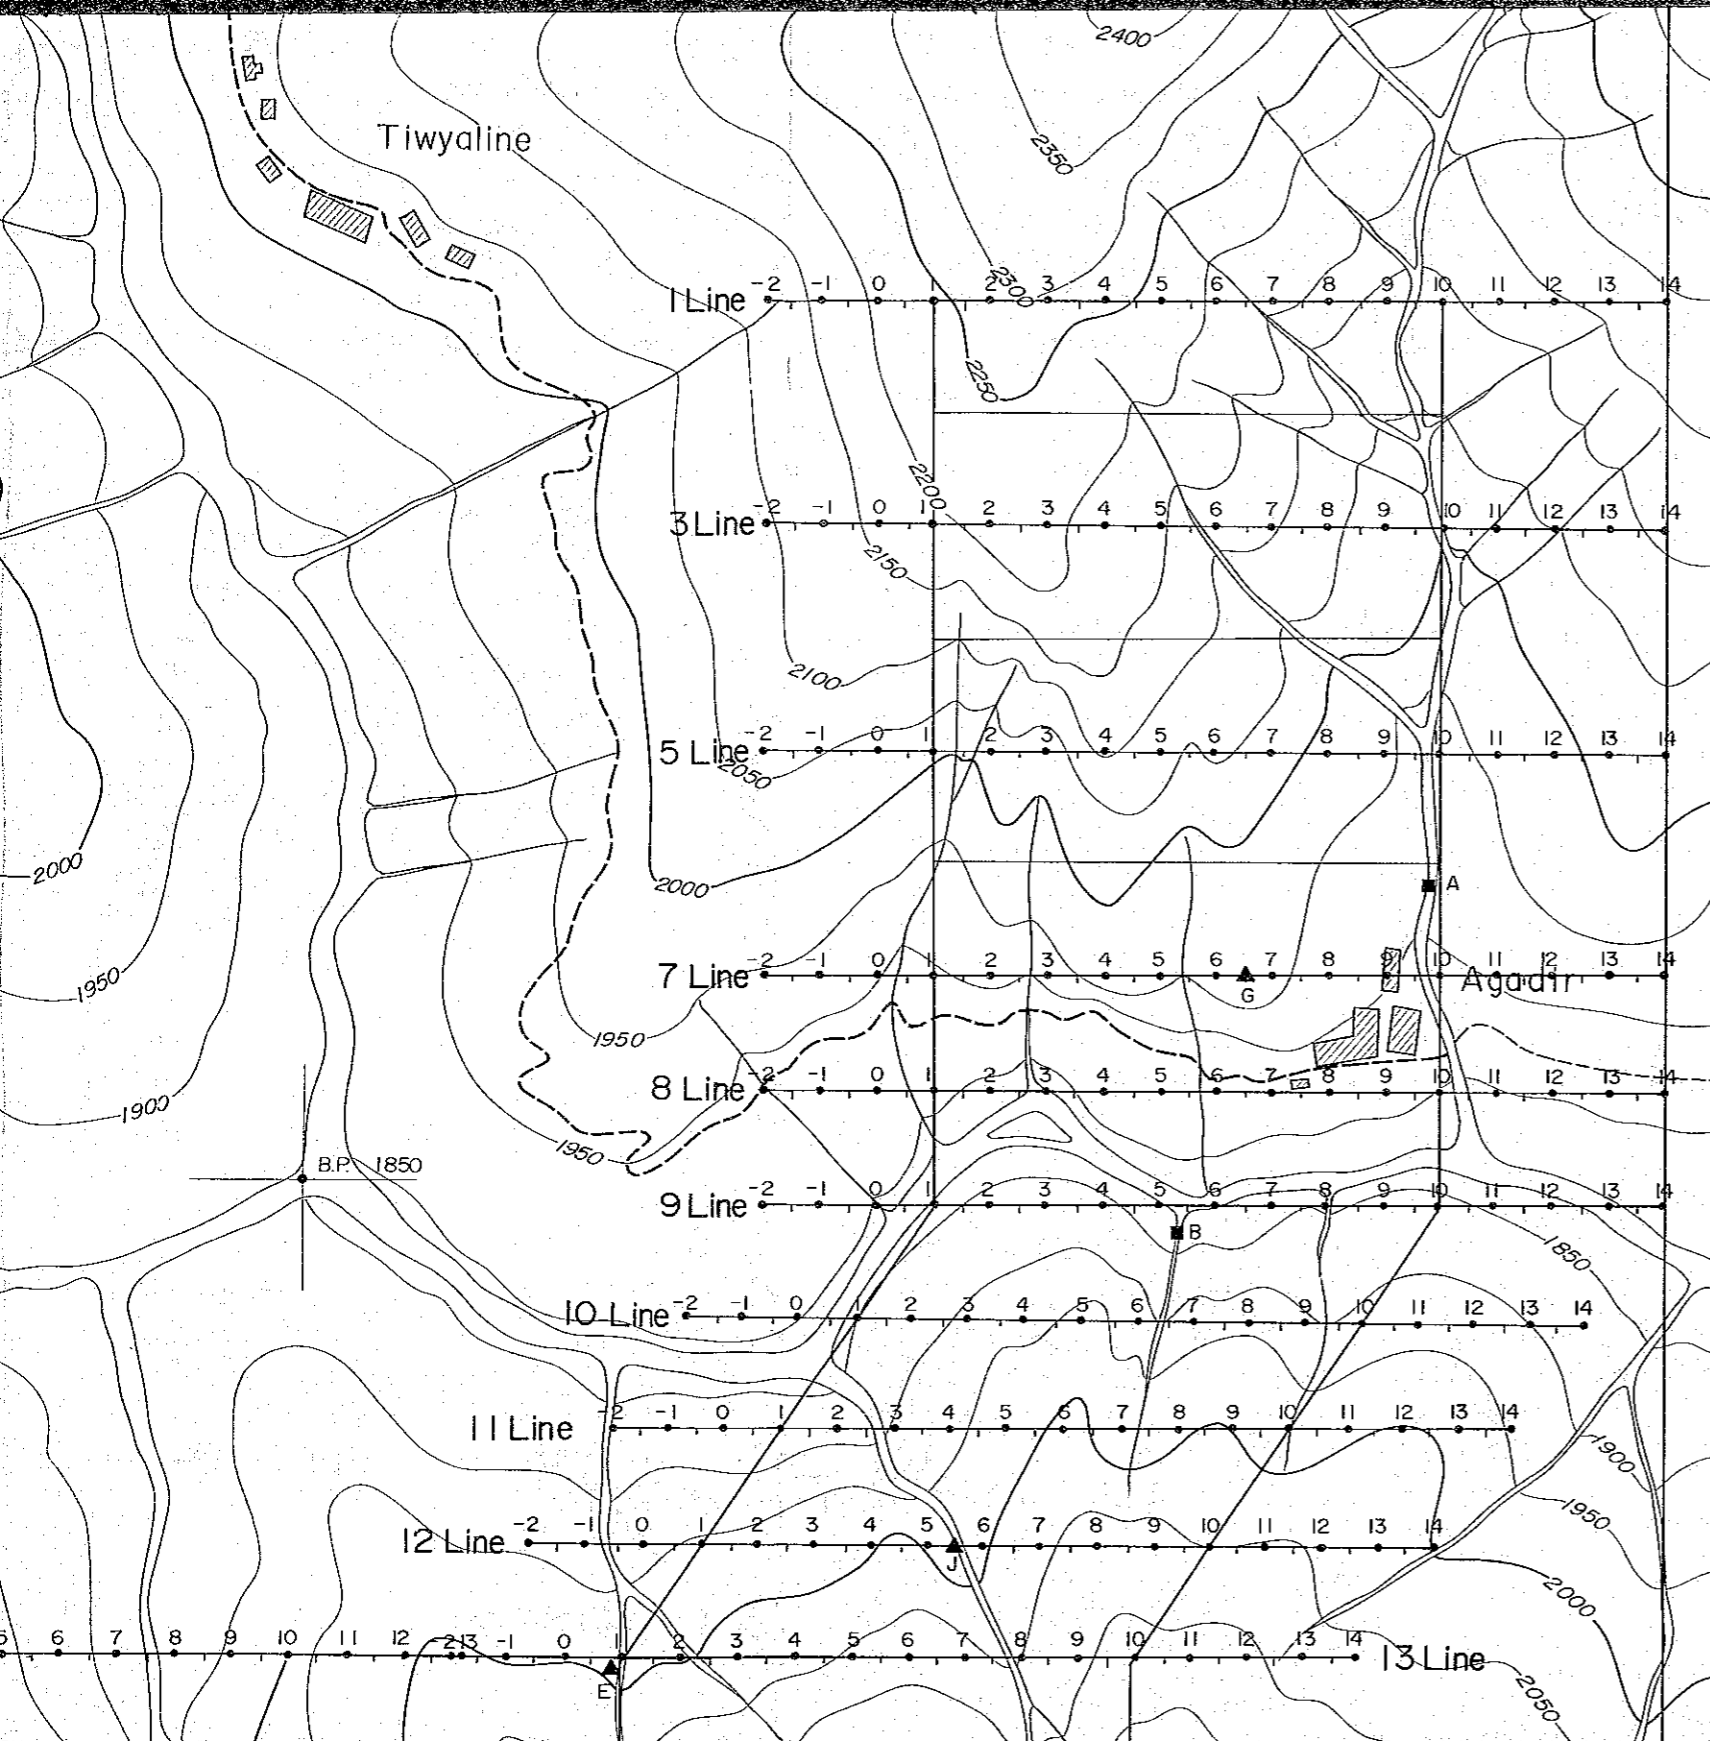 2400
Tiwyaline
2350
2300
1 Line -2 -1 0 1 2 3 4 5 6 7 8 9 10 11 12 13 14
2250
2200
3 Line -2 -1 0 1 2 3 4 5 6 7 8 9 10 11 12 13 14
2150
2100
5 Line -2 -1 0 1 2 3 4 5 6 7 8 9 10 11 12 13 14
2050
2000
2000
A
7 Line -2 -1 0 1 2 3 4 5 6 7 8 9 10 11 12 13 14
1950
G
Agadir
1950
8 Line -2 -1 0 1 2 3 4 5 6 7 8 9 10 11 12 13 14
1900
1950
B.P. 1850
9 Line -2 -1 0 1 2 3 4 5 6 7 8 9 10 11 12 13 14
B
1850
10 Line -2 -1 0 1 2 3 4 5 6 7 8 9 10 11 12 13 14
11 Line -2 -1 0 1 2 3 4 5 6 7 8 9 10 11 12 13 14
1900
1950
12 Line -2 -1 0 1 2 3 4 5 6 7 8 9 10 11 12 13 14
J
2000
5 6 7 8 9 10 11 12 -2 13 -1 0 1 2 3 4 5 6 7 8 9 10 11 12 13 14 13 Line
E
2050